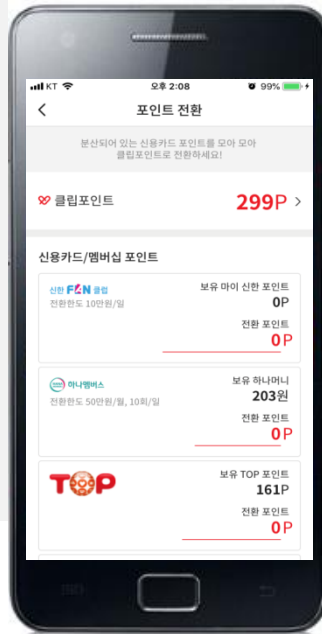 KT 오후 2:08 99%
포인트 전환
분산되어 있는 신용카드 포인트를 모아 모아
클립포인트로 전환하세요!
클립포인트 299P
신용카드/멤버십 포인트
신한 FAN 클럽 보유 마이 신한 포인트
전환한도 10만원/일 0P
전환 포인트
0P
하나멤버스 보유 하나머니
전환한도 50만원/월, 10회/일 203원
전환 포인트
0P
TOP 보유 TOP 포인트
161P
전환 포인트
0P